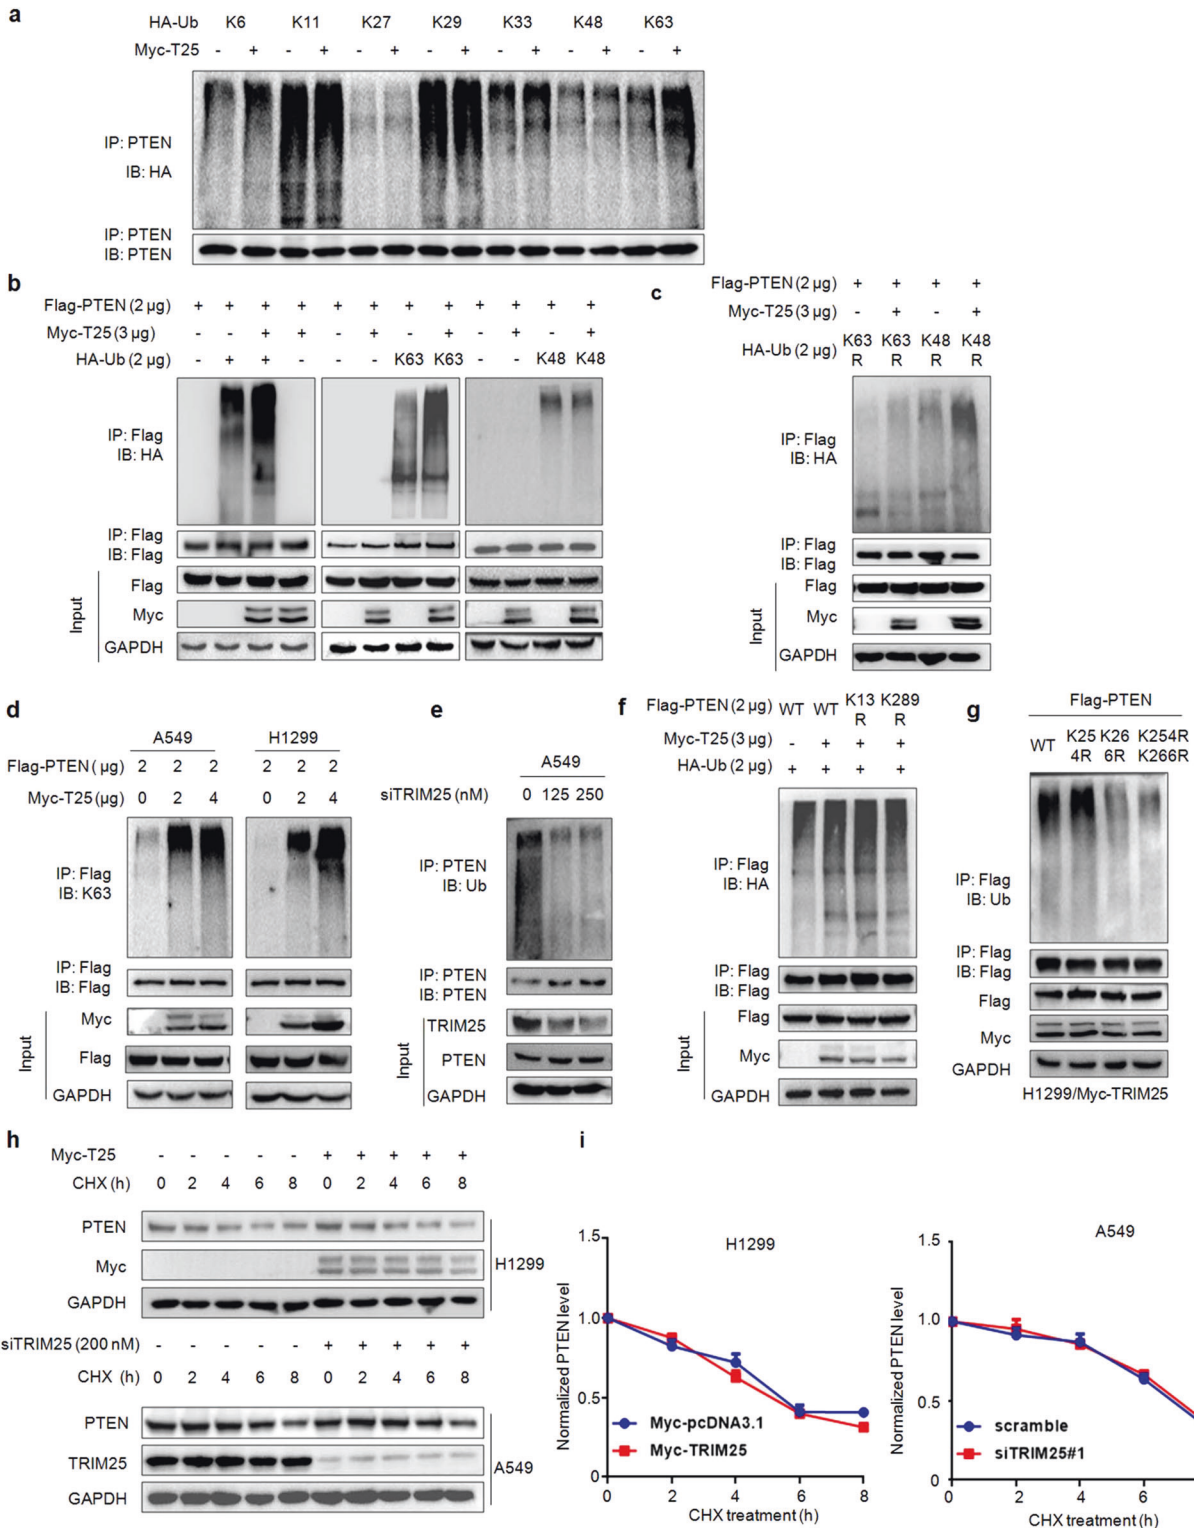 a
HA-Ub K6 K11 K27 K29 K33 K48 K63
Myc-T25 - + - + - + - + - + - + - +
IP: PTEN
IB: HA
IP: PTEN
IB: PTEN
b
Flag-PTEN (2 µg) + + + + + + + + + + + +
Myc-T25 (3 µg) - - + + - + - + - + - +
HA-Ub (2 µg) - + + - - - K63 K63 - - K48 K48
IP: Flag
IB: HA
IP: Flag
IB: Flag
Input
Flag
Myc
GAPDH
c
Flag-PTEN (2 µg) + + + +
Myc-T25 (3 µg) - + - +
HA-Ub (2 µg) K63 K63 K48 K48
R R R R
IP: Flag
IB: HA
IP: Flag
IB: Flag
Input
Flag
Myc
GAPDH
d
A549 H1299
Flag-PTEN ( µg) 2 2 2 2 2 2
Myc-T25 (µg) 0 2 4 0 2 4
IP: Flag
IB: K63
IP: Flag
IB: Flag
Input
Myc
Flag
GAPDH
e
A549
siTRIM25 (nM) 0 125 250
IP: PTEN
IB: Ub
IP: PTEN
IB: PTEN
Input
TRIM25
PTEN
GAPDH
f
Flag-PTEN (2 µg) WT WT K13 K289
R R
Myc-T25 (3 µg) - + + +
HA-Ub (2 µg) + + + +
IP: Flag
IB: HA
IP: Flag
IB: Flag
Input
Flag
Myc
GAPDH
g
Flag-PTEN
WT K25 K26 K254R
4R 6R K266R
IP: Flag
IB: Ub
IP: Flag
IB: Flag
Flag
Myc
GAPDH
H1299/Myc-TRIM25
h
Myc-T25 - - - - - + + + + +
CHX (h) 0 2 4 6 8 0 2 4 6 8
PTEN
Myc
GAPDH
H1299
siTRIM25 (200 nM) - - - - - + + + + +
CHX (h) 0 2 4 6 8 0 2 4 6 8
PTEN
TRIM25
GAPDH
A549
i
H1299
Normalized PTEN level
1.5
1.0
0.5
0
Myc-pcDNA3.1
Myc-TRIM25
0 2 4 6 8
CHX treatment (h)
A549
Normalized PTEN level
1.5
1.0
0.5
0
scramble
siTRIM25#1
0 2 4 6
CHX treatment (h)